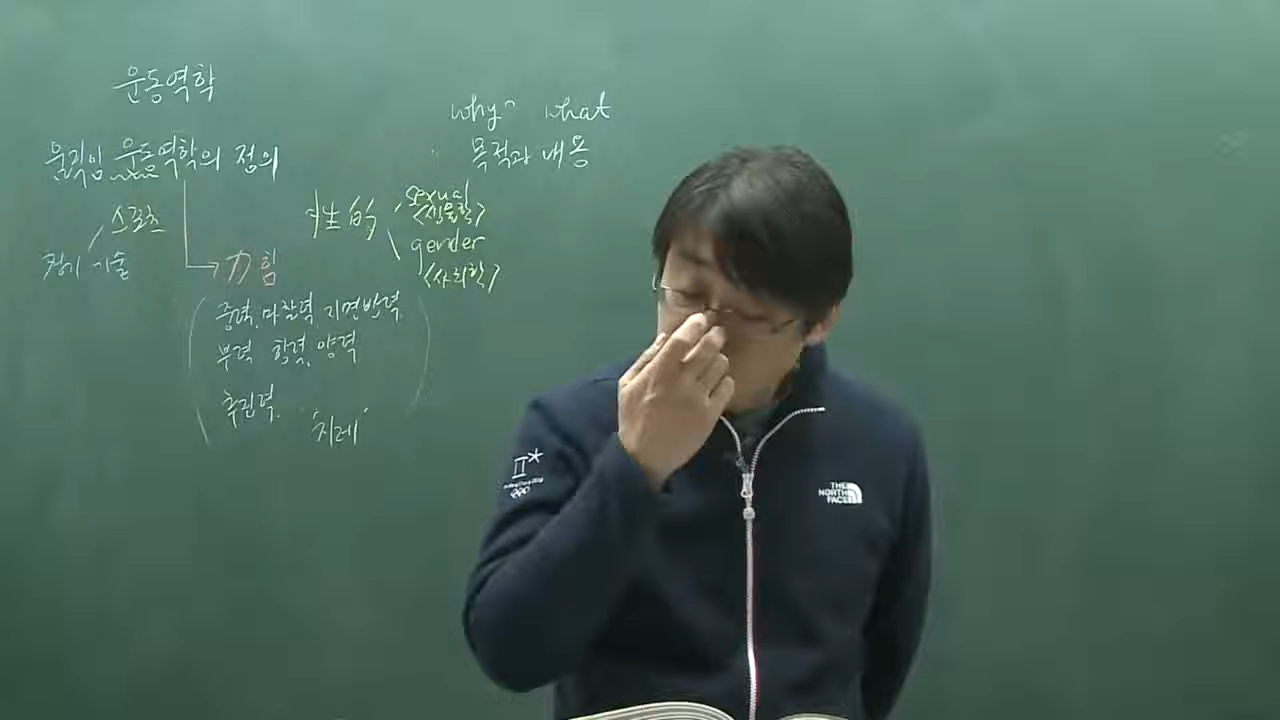 운동역학
why? what
움직임 운동역학의 정의
목적과 내용
스포츠
경기 기술
力 힘
性的
sexual
<생물학>
gender
<사회학>
중력, 마찰력, 지면반력,
부력 항력, 양력
추진력,
"지레"
THE
NORTH
FACE